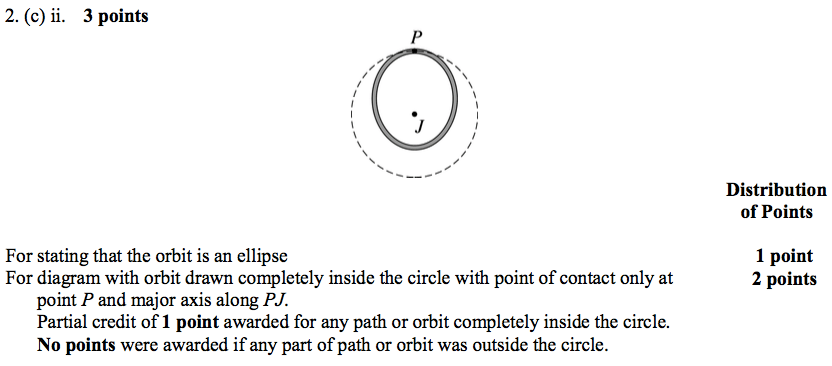 2. (c) ii. 3 points
P
J
Distribution
of Points
For stating that the orbit is an ellipse 1 point
For diagram with orbit drawn completely inside the circle with point of contact only at 2 points
point P and major axis along PJ.
Partial credit of 1 point awarded for any path or orbit completely inside the circle.
No points were awarded if any part of path or orbit was outside the circle.